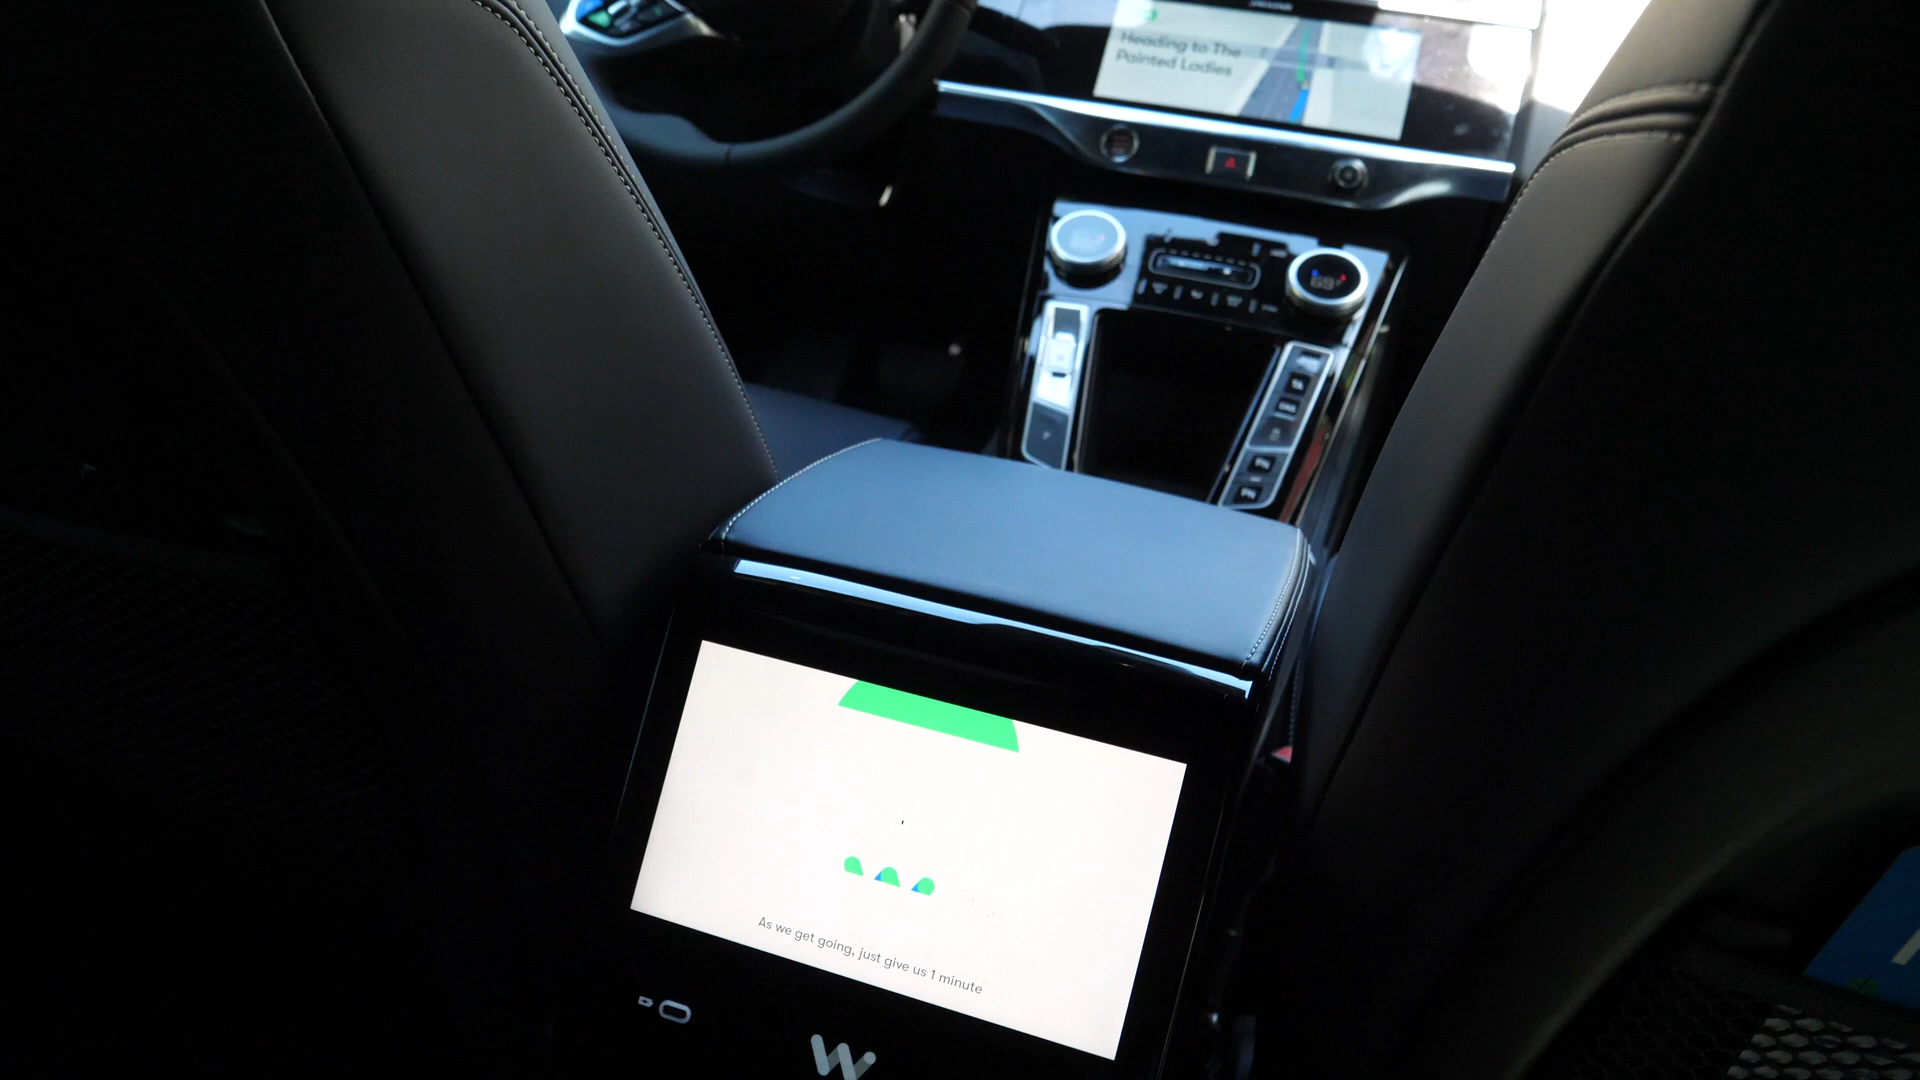 Heading to The
Painted Ladies
As we get going, just give us 1 minute